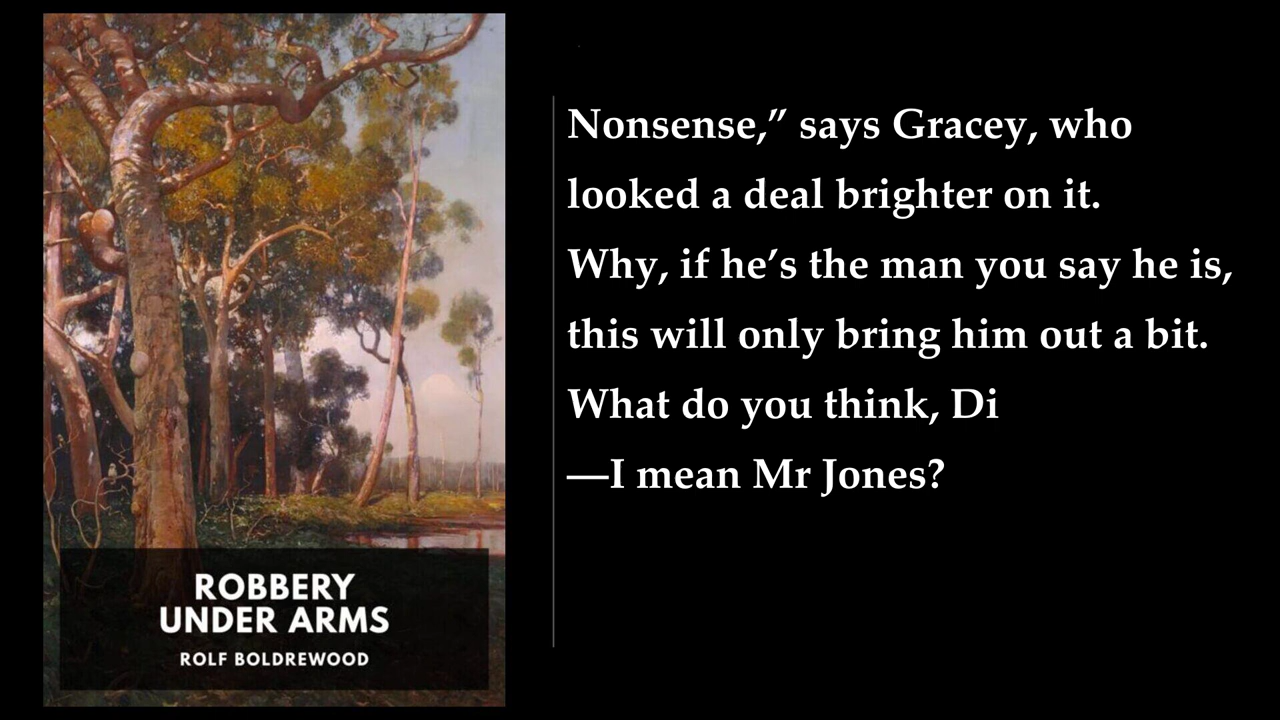 Nonsense,” says Gracey, who
looked a deal brighter on it.
Why, if he’s the man you say he is,
this will only bring him out a bit.
What do you think, Di
—I mean Mr Jones?
ROBBERY
UNDER ARMS
ROLF BOLDREWOOD